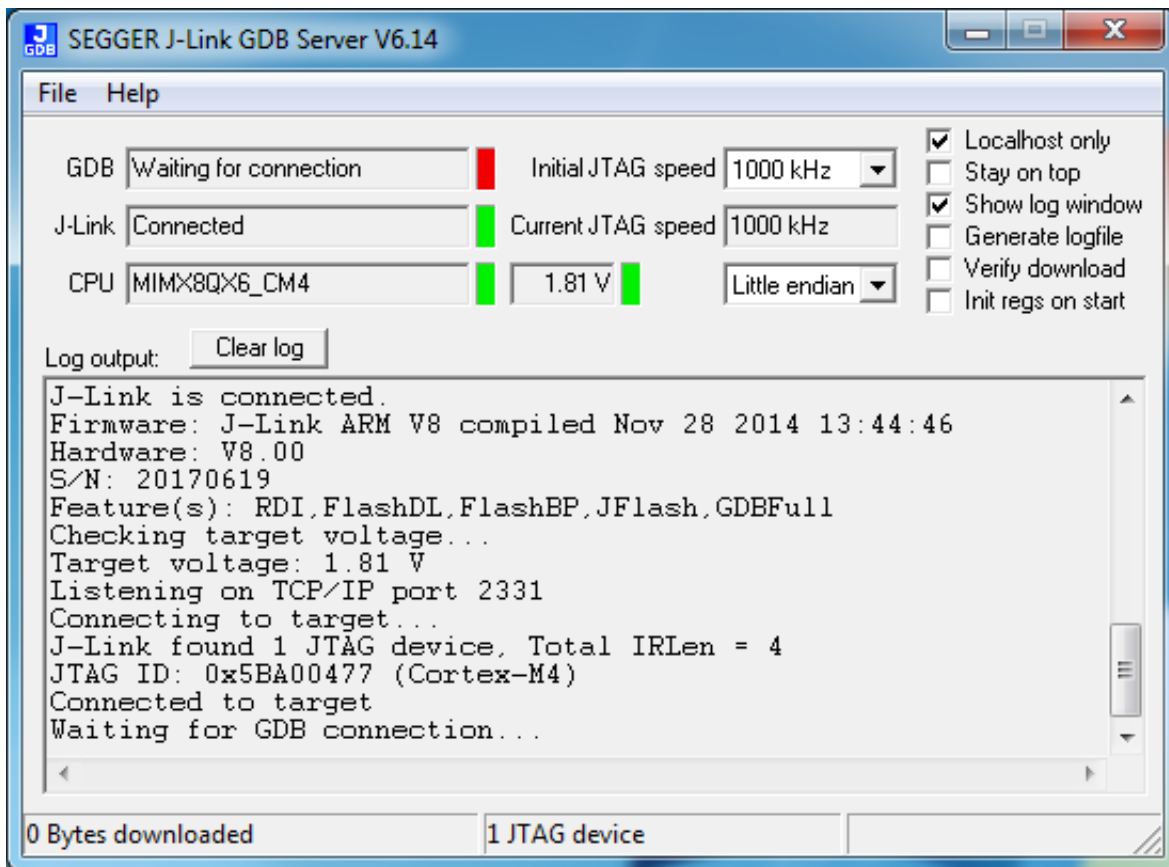 J GDB SEGGER J-Link GDB Server V6.14
File Help
GDB Waiting for connection Initial JTAG speed 1000 kHz
J-Link Connected Current JTAG speed 1000 kHz
CPU MIMX8QX6_CM4 1.81 V Little endian
Localhost only
Stay on top
Show log window
Generate logfile
Verify download
Init regs on start
Log output: Clear log
J-Link is connected.
Firmware: J-Link ARM V8 compiled Nov 28 2014 13:44:46
Hardware: V8.00
S/N: 20170619
Feature(s): RDI,FlashDL,FlashBP,JFlash,GDBFull
Checking target voltage...
Target voltage: 1.81 V
Listening on TCP/IP port 2331
Connecting to target...
J-Link found 1 JTAG device, Total IRLen = 4
JTAG ID: 0x5BA00477 (Cortex-M4)
Connected to target
Waiting for GDB connection...
0 Bytes downloaded 1 JTAG device